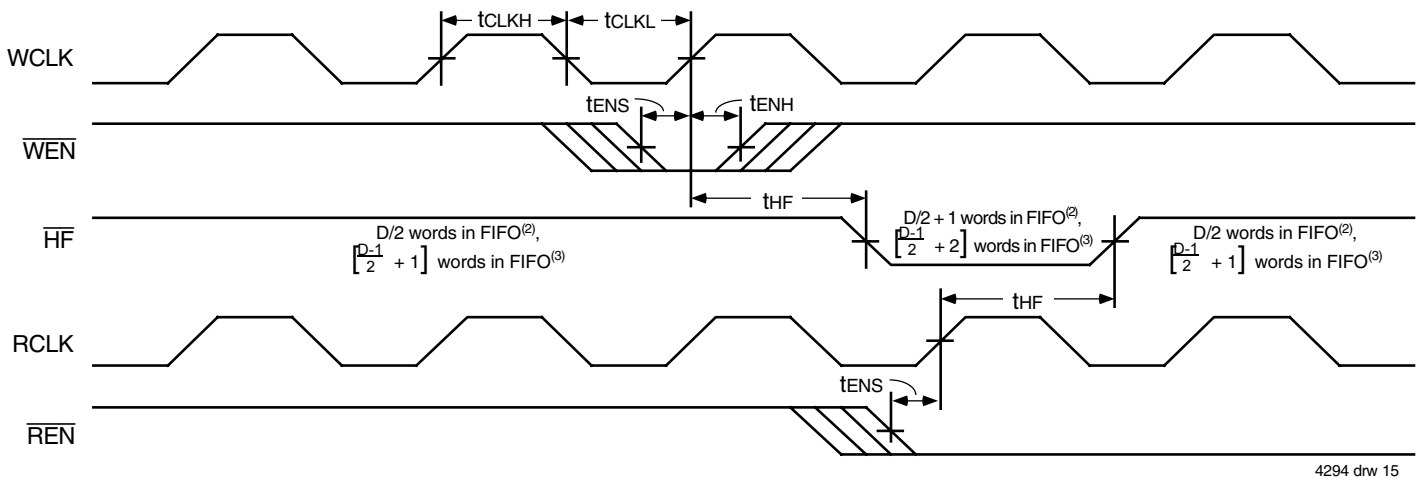 tCLKH tCLKL
WCLK
tENS tENH
WEN
tHF
HF
D/2 words in FIFO(2),
[D-1/2 + 1] words in FIFO(3)
D/2 + 1 words in FIFO(2),
[D-1/2 + 2] words in FIFO(3)
D/2 words in FIFO(2),
[D-1/2 + 1] words in FIFO(3)
tHF
RCLK
tENS
REN
4294 drw 15